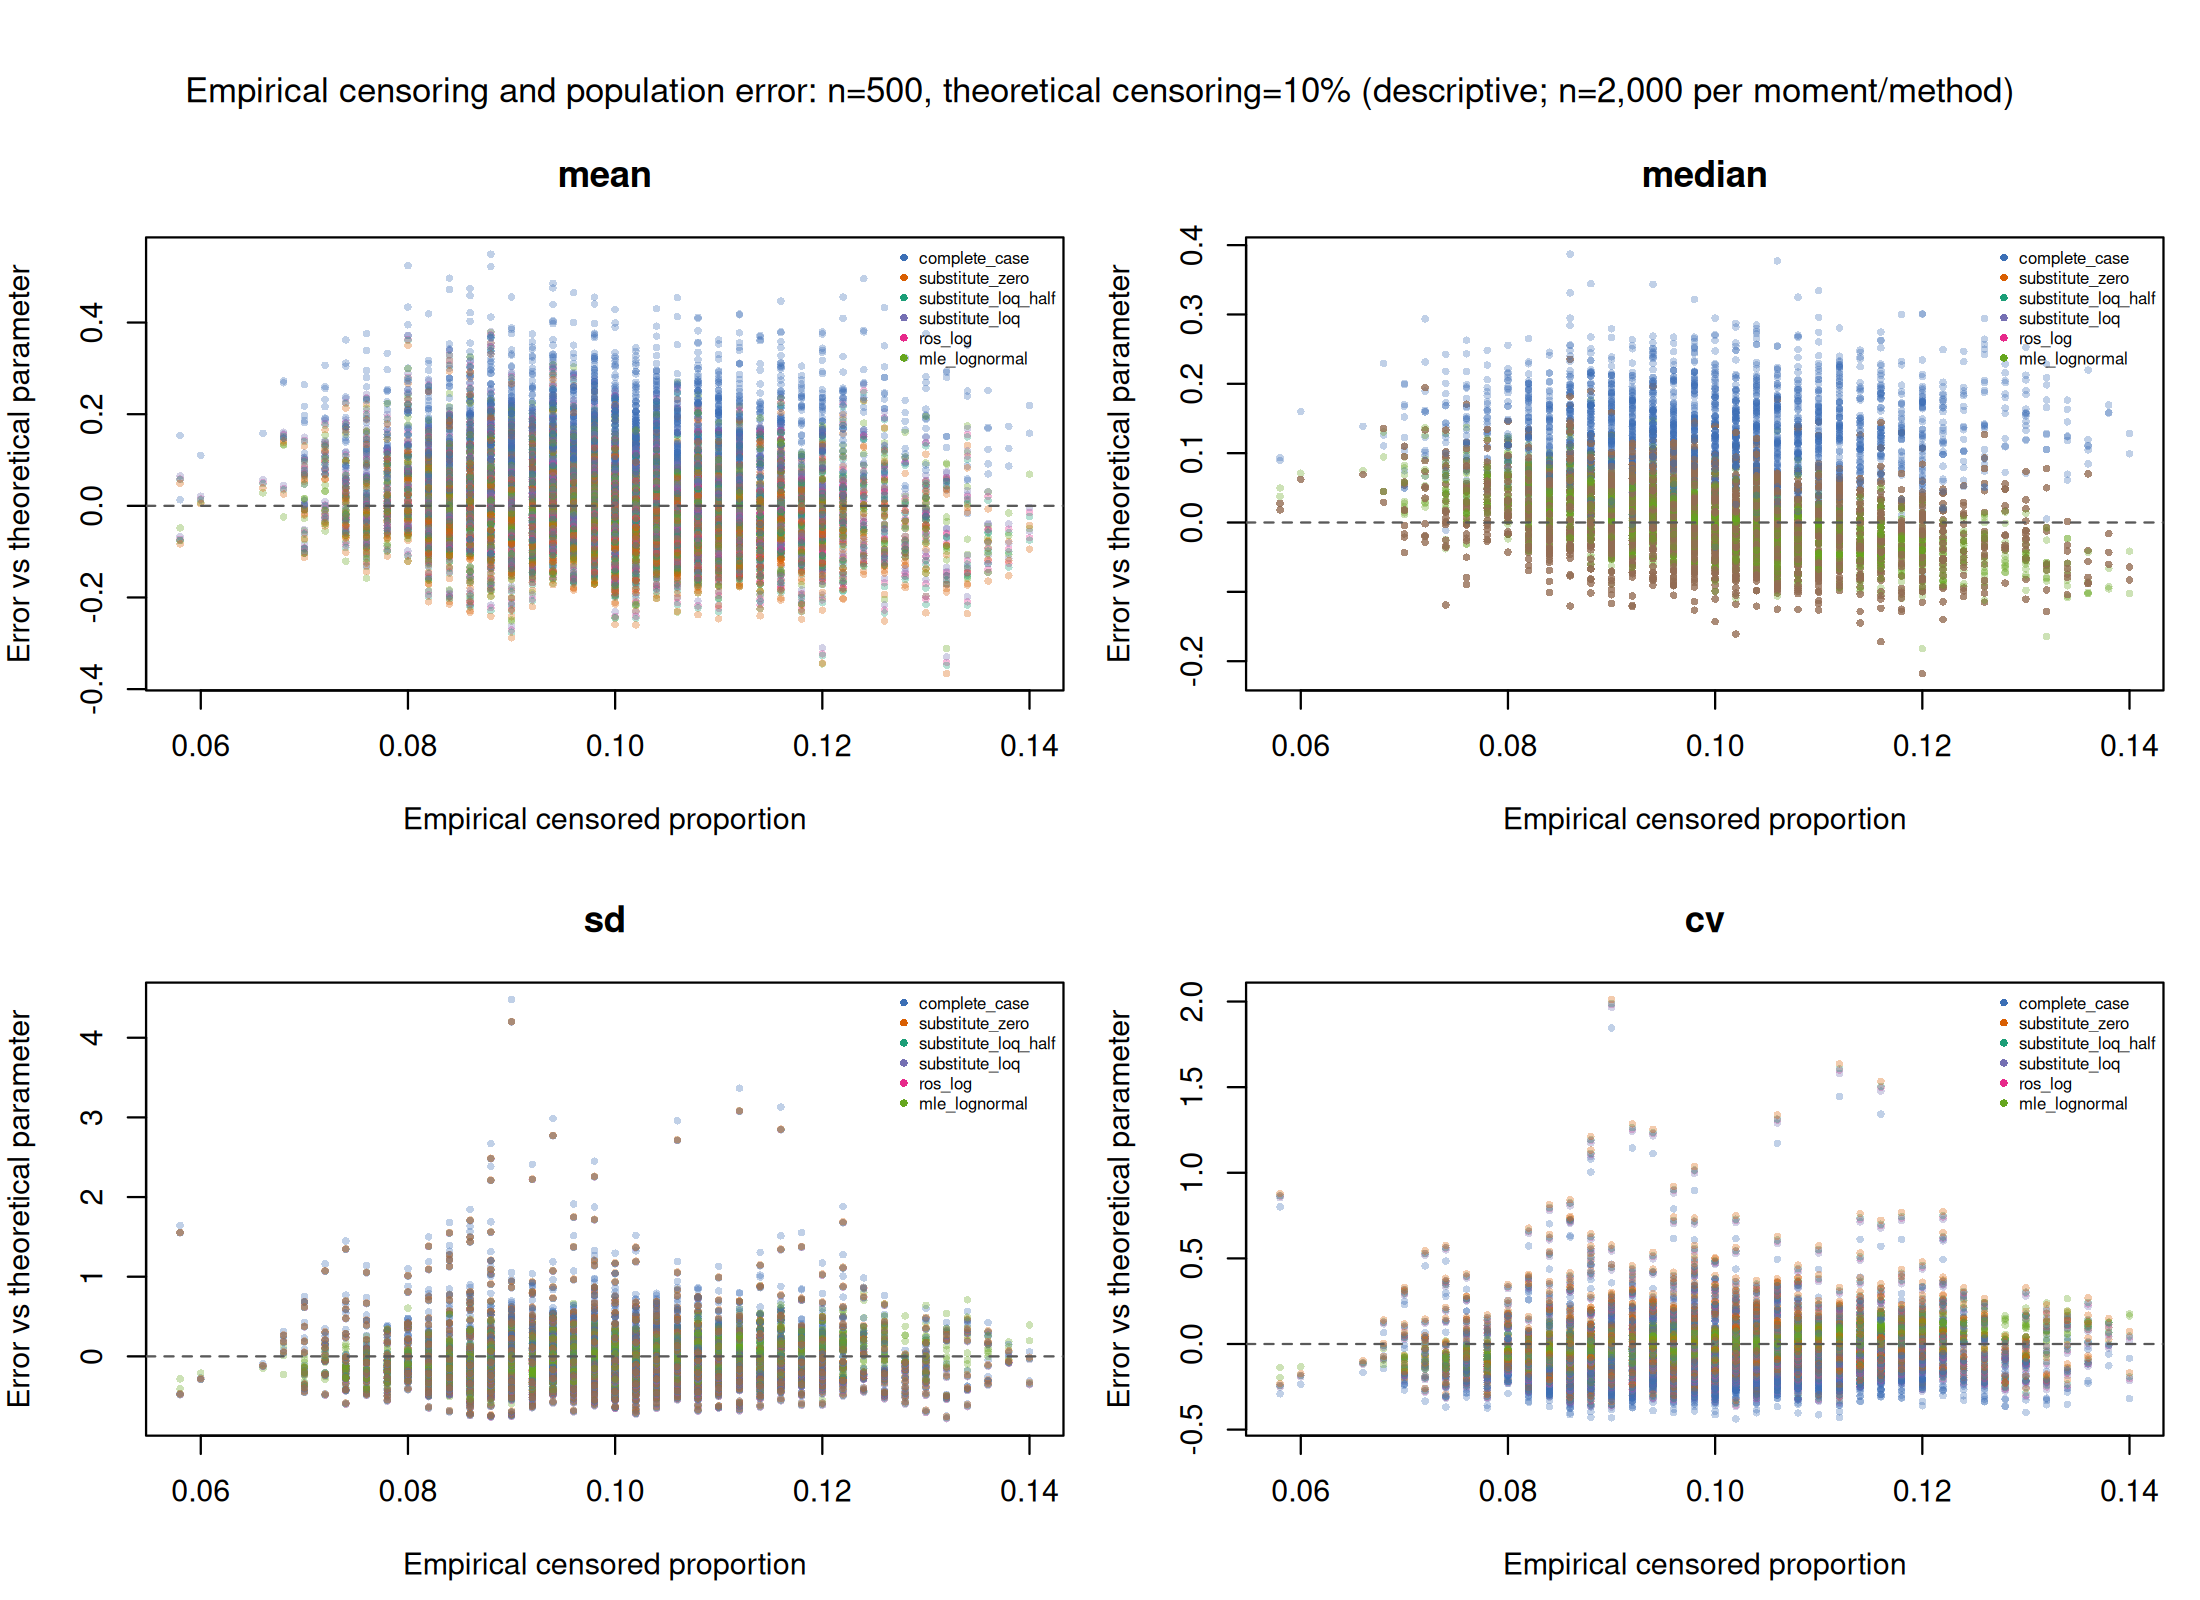 Empirical censoring and population error: n=500, theoretical censoring=10% (descriptive; n=2,000 per moment/method)
mean
Error vs theoretical parameter
0.4
0.2
0.0
-0.2
-0.4
complete_case
substitute_zero
substitute_loq_half
substitute_loq
ros_log
mle_lognormal
0.06 0.08 0.10 0.12 0.14
Empirical censored proportion
median
Error vs theoretical parameter
0.4
0.3
0.2
0.1
0.0
-0.2
complete_case
substitute_zero
substitute_loq_half
substitute_loq
ros_log
mle_lognormal
0.06 0.08 0.10 0.12 0.14
Empirical censored proportion
sd
Error vs theoretical parameter
4
3
2
1
0
complete_case
substitute_zero
substitute_loq_half
substitute_loq
ros_log
mle_lognormal
0.06 0.08 0.10 0.12 0.14
Empirical censored proportion
cv
Error vs theoretical parameter
2.0
1.5
1.0
0.5
0.0
-0.5
complete_case
substitute_zero
substitute_loq_half
substitute_loq
ros_log
mle_lognormal
0.06 0.08 0.10 0.12 0.14
Empirical censored proportion